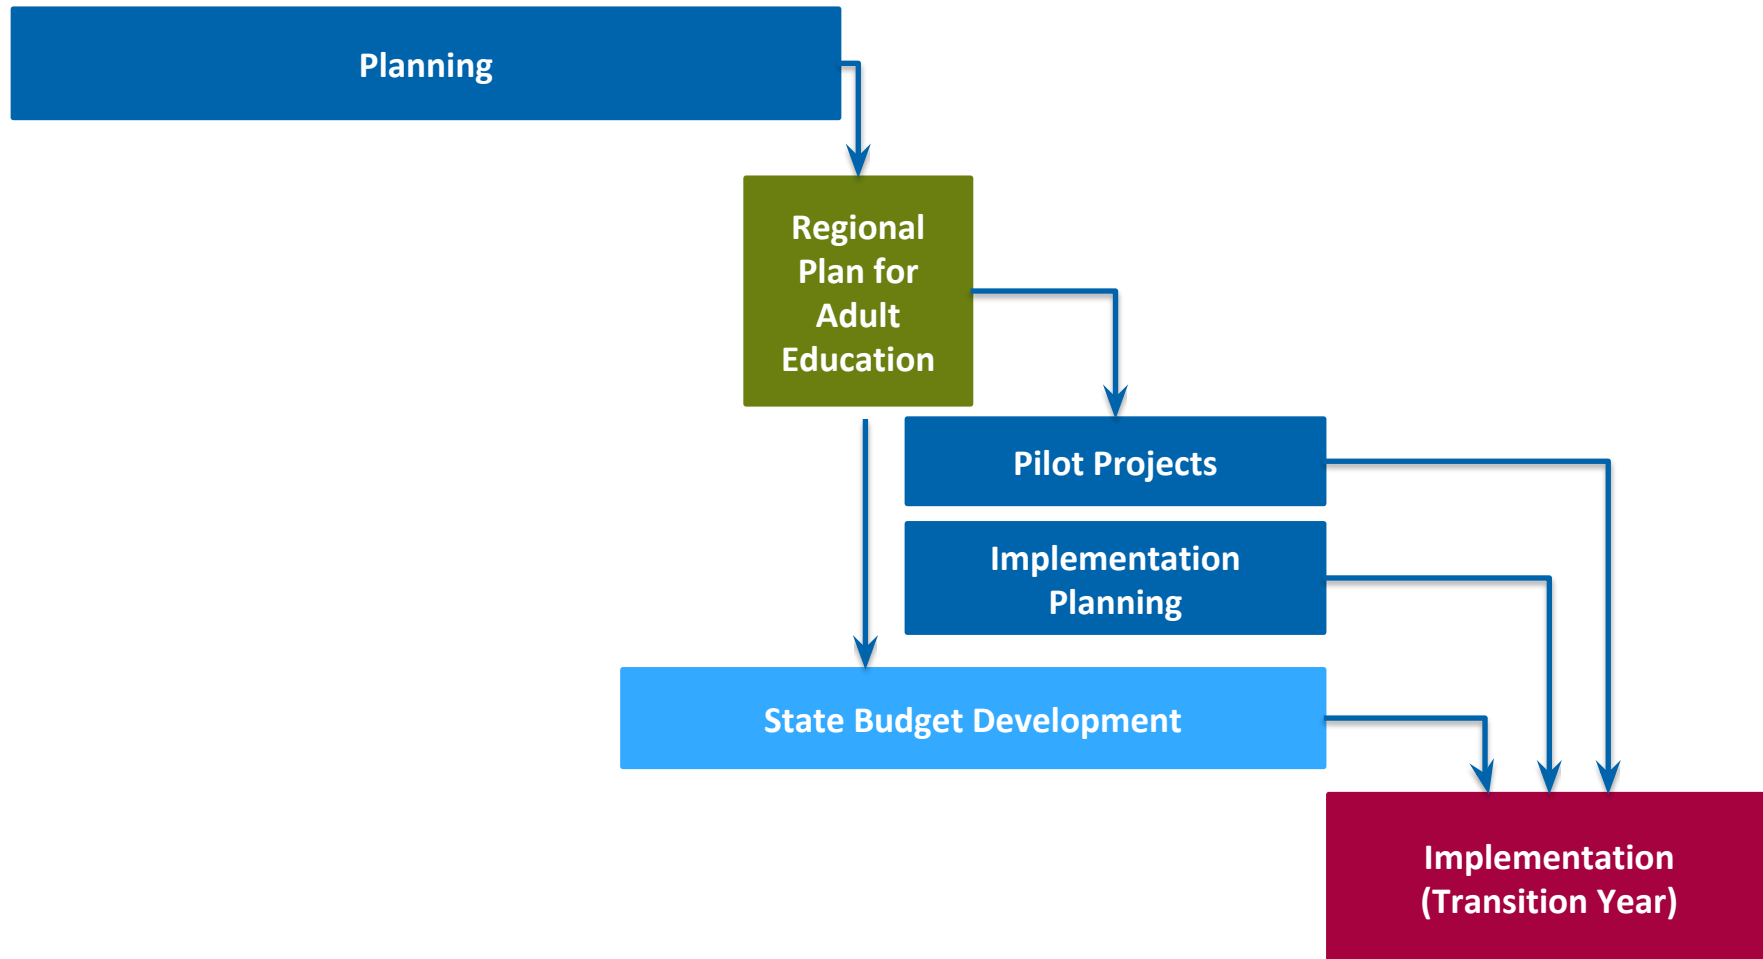 Planning
Regional
Plan for
Adult
Education
Pilot Projects
Implementation
Planning
State Budget Development
Implementation
(Transition Year)